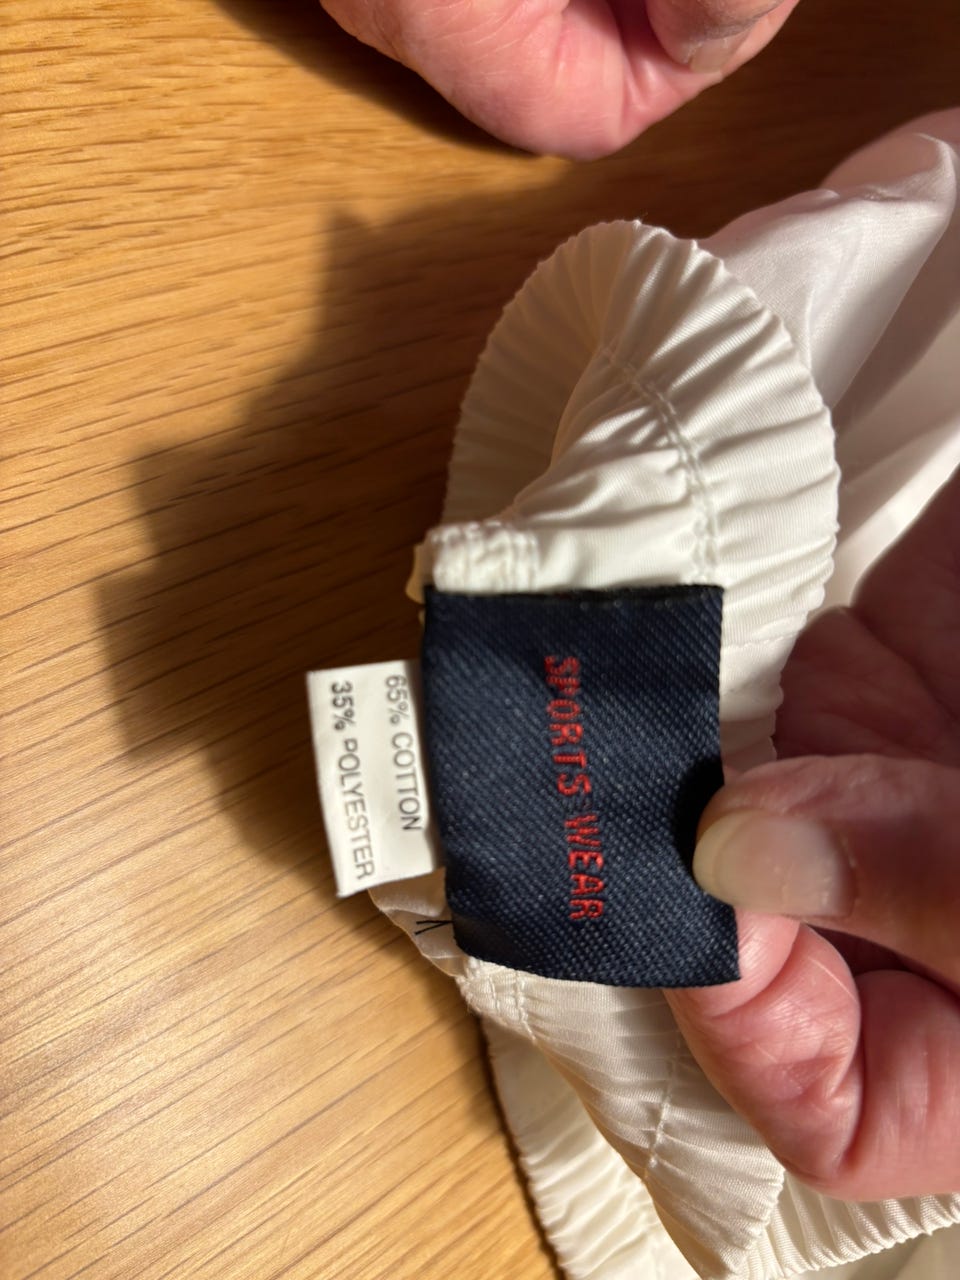 SPORTS WEAR
65% COTTON
35% POLYESTER